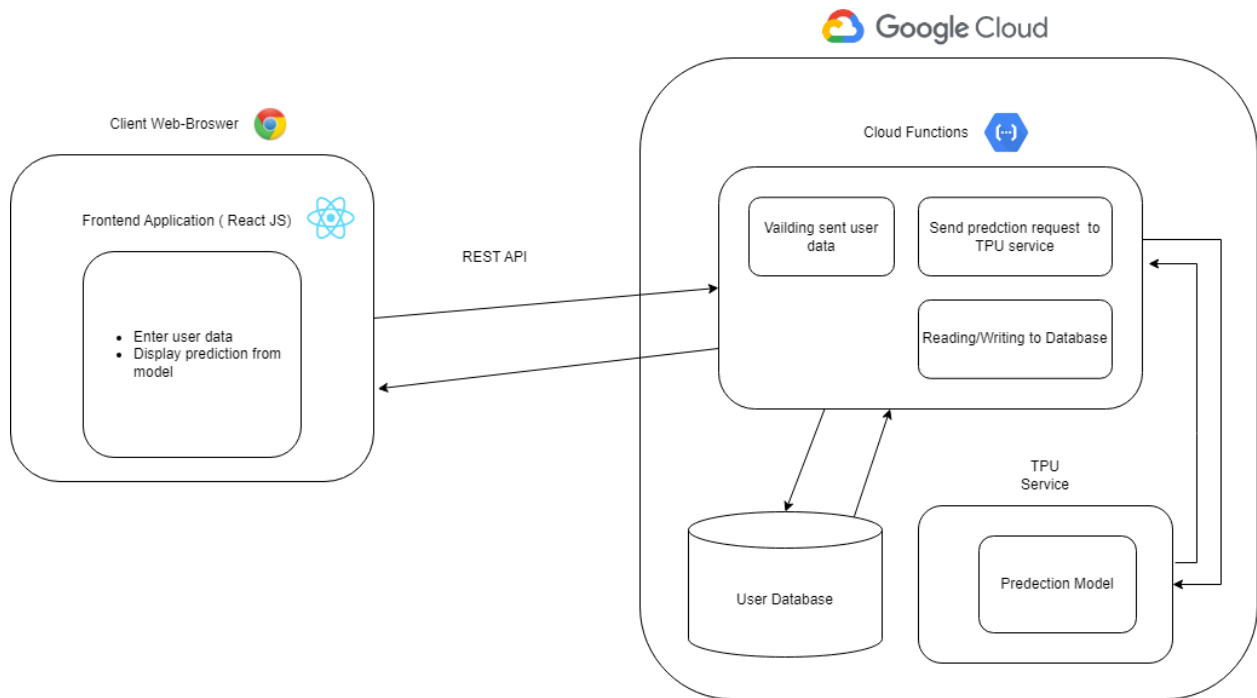 Google Cloud
Client Web-Broswer
Cloud Functions
Frontend Application ( React JS)
Vailding sent user
data
Send predction request to
TPU service
REST API
• Enter user data
• Display prediction from
model
Reading/Writing to Database
TPU
Service
User Database
Predection Model